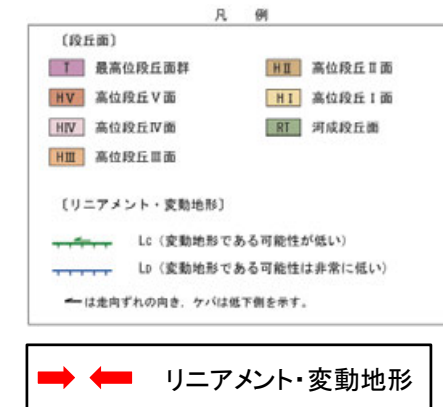 凡 例
〔段丘面〕
T 最高位段丘面群
HⅤ 高位段丘Ⅴ面
HⅣ 高位段丘Ⅳ面
HⅢ 高位段丘Ⅲ面
HⅡ 高位段丘Ⅱ面
HⅠ 高位段丘Ⅰ面
RT 河成段丘面
〔リニアメント・変動地形〕
LC（変動地形である可能性が低い）
LD（変動地形である可能性は非常に低い）
は走向ずれの向き，ケバは低下側を示す。
リニアメント・変動地形